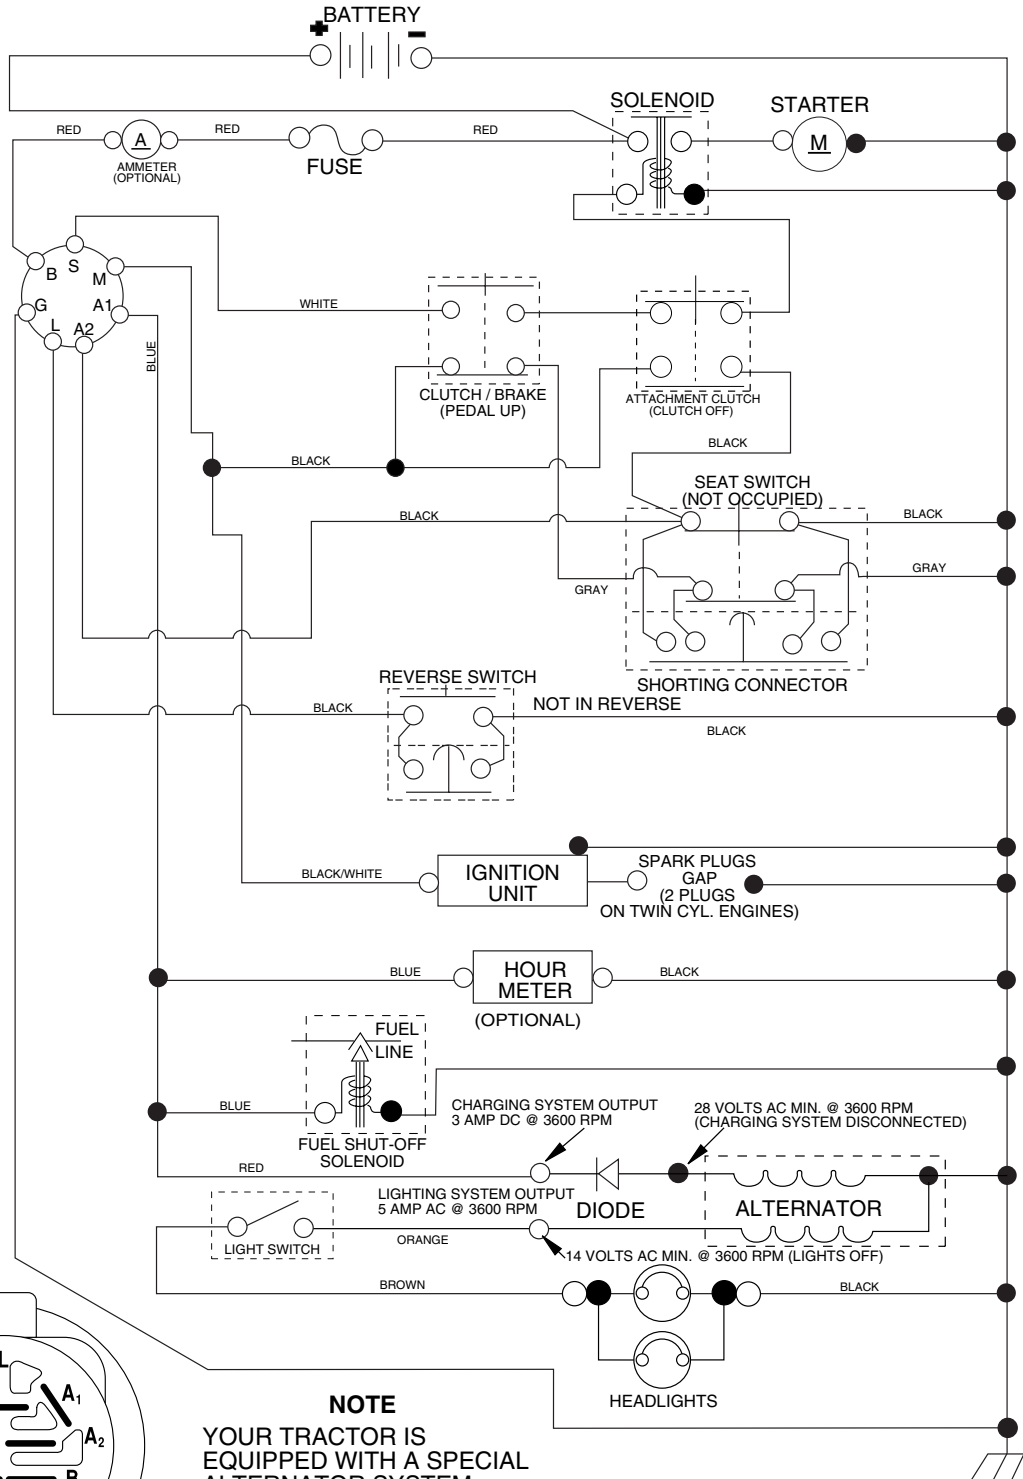 BATTERY
+
-
SOLENOID
STARTER
RED
A
RED
RED
M
AMMETER
(OPTIONAL)
FUSE
B
S
M
G
A1
L
A2
BLUE
WHITE
CLUTCH / BRAKE
(PEDAL UP)
ATTACHMENT CLUTCH
(CLUTCH OFF)
BLACK
BLACK
SEAT SWITCH
(NOT OCCUPIED)
BLACK
BLACK
GRAY
GRAY
SHORTING CONNECTOR
REVERSE SWITCH
NOT IN REVERSE
BLACK
BLACK
IGNITION
UNIT
BLACK/WHITE
SPARK PLUGS
GAP
(2 PLUGS
ON TWIN CYL. ENGINES)
BLUE
HOUR
METER
BLACK
(OPTIONAL)
FUEL
LINE
BLUE
FUEL SHUT-OFF
SOLENOID
CHARGING SYSTEM OUTPUT
3 AMP DC @ 3600 RPM
28 VOLTS AC MIN. @ 3600 RPM
(CHARGING SYSTEM DISCONNECTED)
RED
LIGHTING SYSTEM OUTPUT
5 AMP AC @ 3600 RPM
DIODE
ALTERNATOR
LIGHT SWITCH
ORANGE
14 VOLTS AC MIN. @ 3600 RPM (LIGHTS OFF)
BROWN
BLACK
HEADLIGHTS
L
A1
A2
B
NOTE
YOUR TRACTOR IS
EQUIPPED WITH A SPECIAL
ALTERNATOR SYSTEM